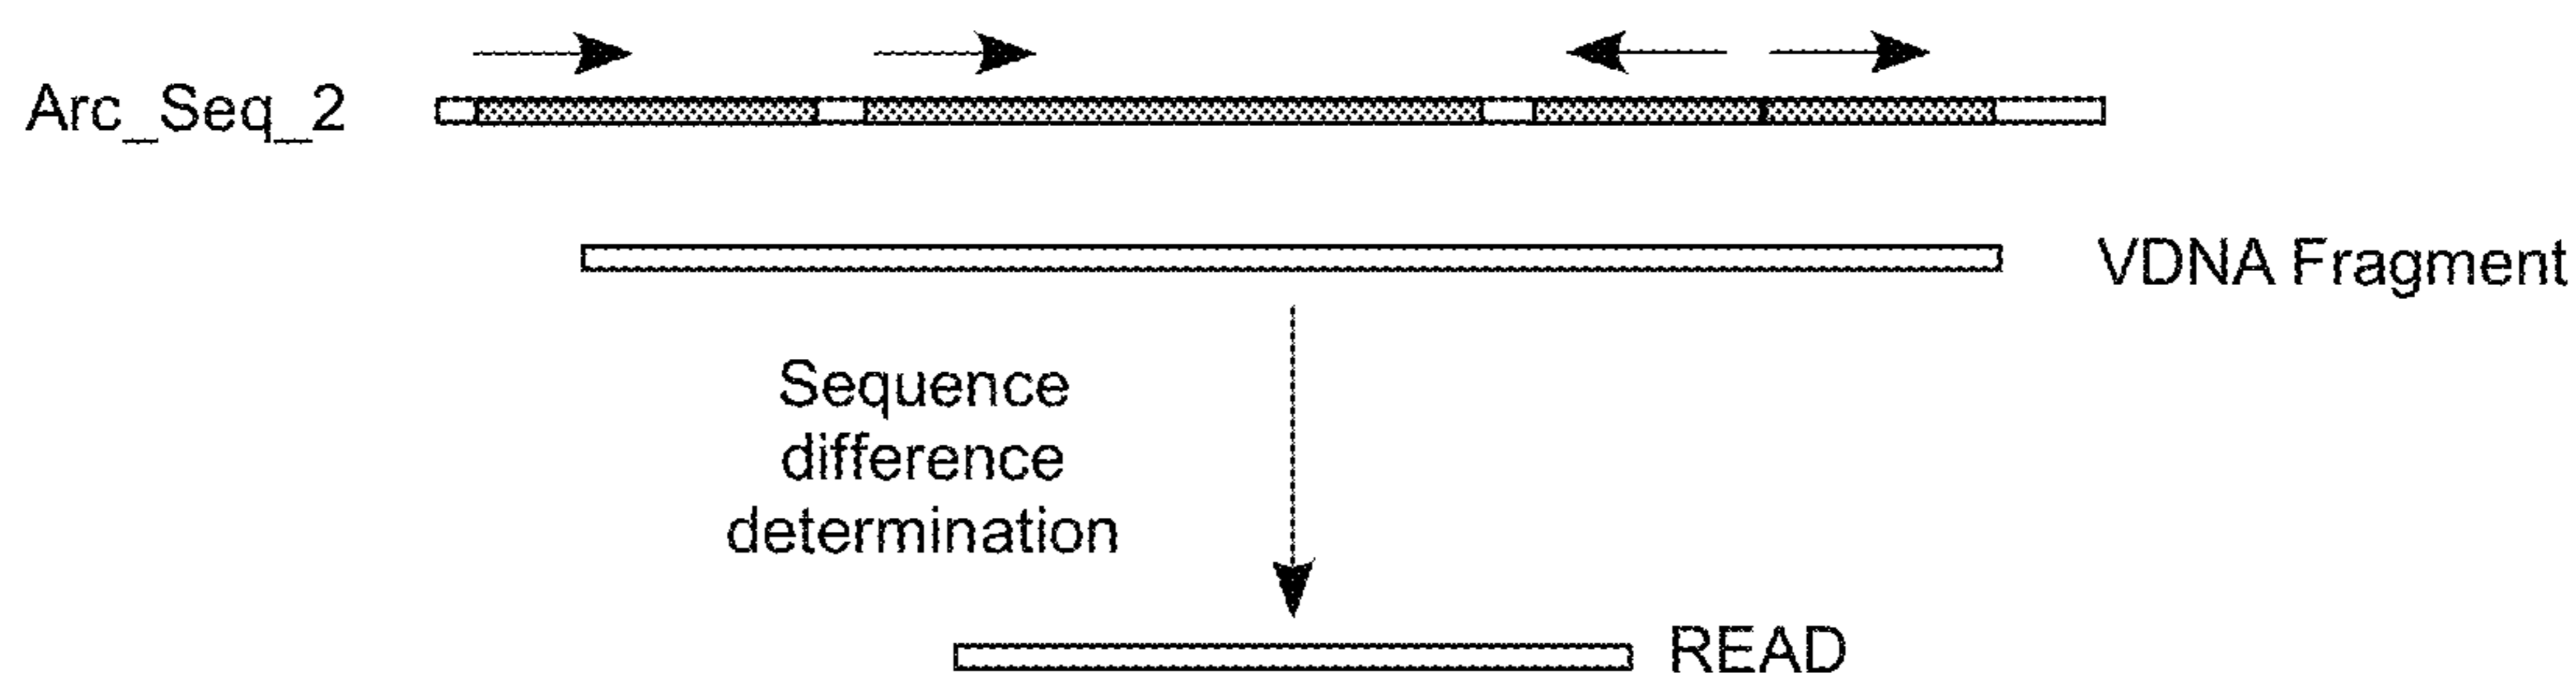 Arc_Seq_2
VDNA Fragment
Sequence
difference
determination
READ